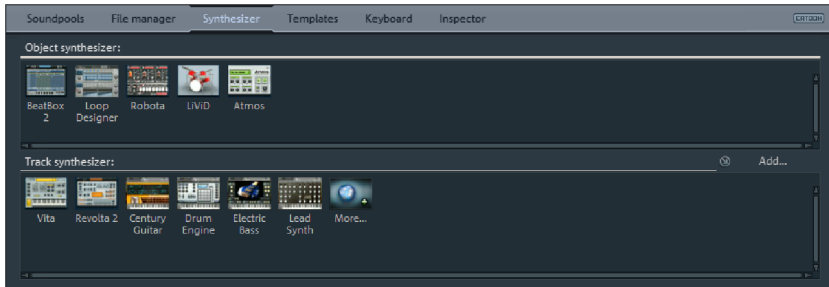 Soundpools File manager Synthesizer Templates Keyboard Inspector
Object synthesizer:
BeatBox 2 Loop Designer Robota LiViD Atmos
Track synthesizer: Add...
Vita Revolta 2 Century Guitar Drum Engine Electric Bass Lead Synth More...